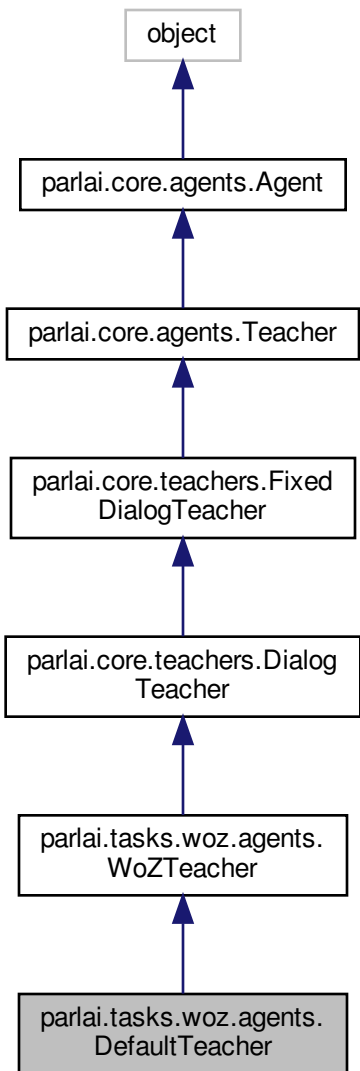 object
parlai.core.agents.Agent
parlai.core.agents.Teacher
parlai.core.teachers.Fixed
DialogTeacher
parlai.core.teachers.Dialog
Teacher
parlai.tasks.woz.agents.
WoZTeacher
parlai.tasks.woz.agents.
DefaultTeacher